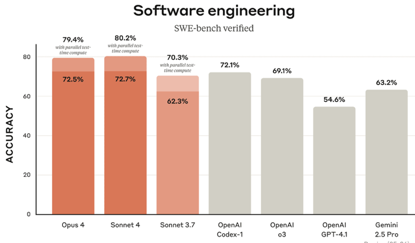 Software engineering
SWE-bench verified
79.4%
with parallel test-
time compute
80.2%
with parallel test-
time compute
70.3%
with parallel test-
time compute
72.5%
72.7%
62.3%
72.1%
69.1%
54.6%
63.2%
ACCURACY
80
60
40
20
0
Opus 4
Sonnet 4
Sonnet 3.7
OpenAI
Codex-1
OpenAI
o3
OpenAI
GPT-4.1
Gemini
2.5 Pro